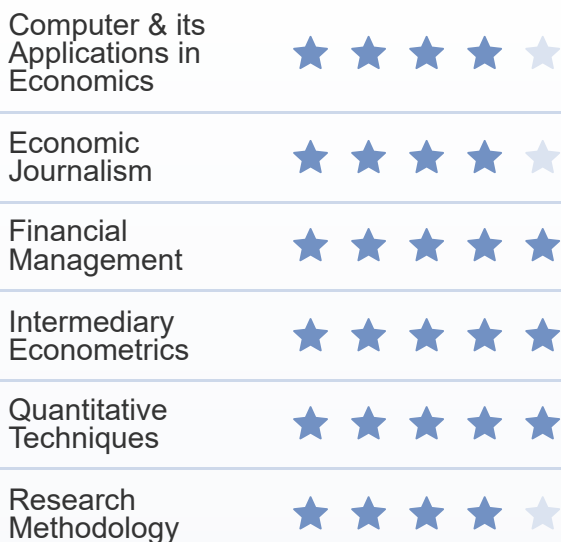 Computer & its
Applications in
Economics
Economic
Journalism
Financial
Management
Intermediary
Econometrics
Quantitative
Techniques
Research
Methodology